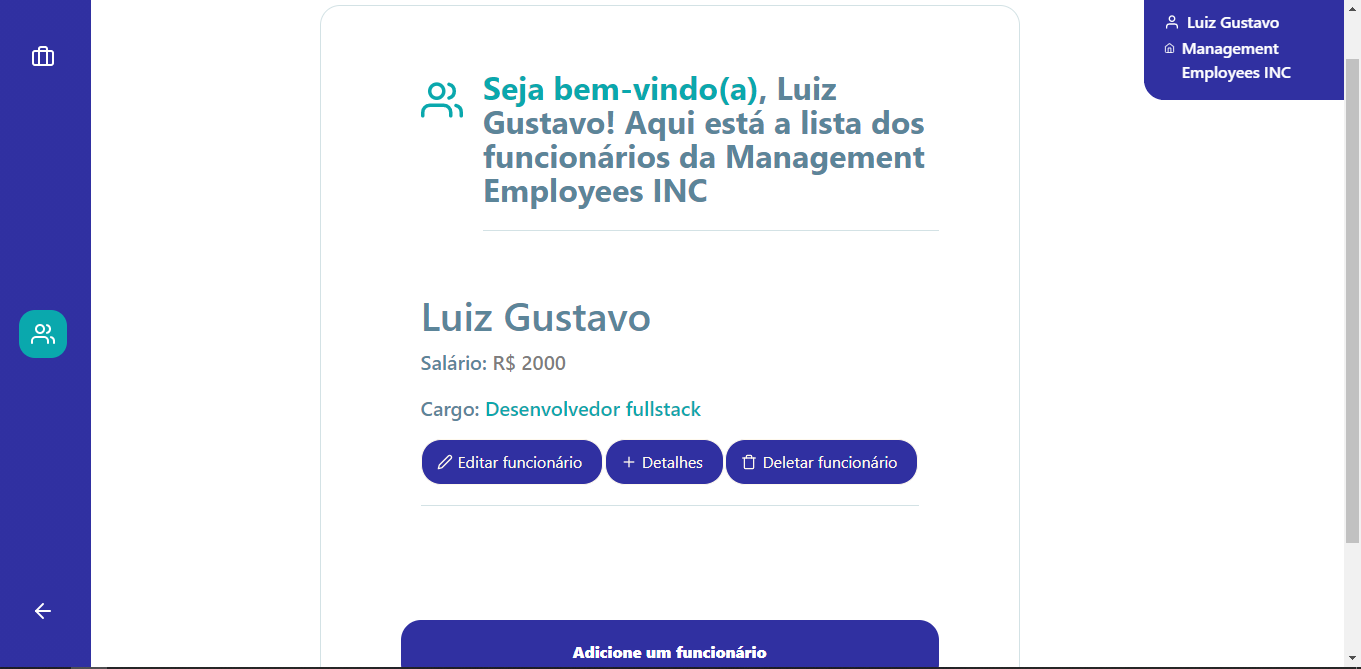 Luiz Gustavo
Management
Employees INC
Seja bem-vindo(a), Luiz
Gustavo! Aqui está a lista dos
funcionários da Management
Employees INC
Luiz Gustavo
Salário: R$ 2000
Cargo: Desenvolvedor fullstack
Editar funcionário
Detalhes
Deletar funcionário
Adicione um funcionário